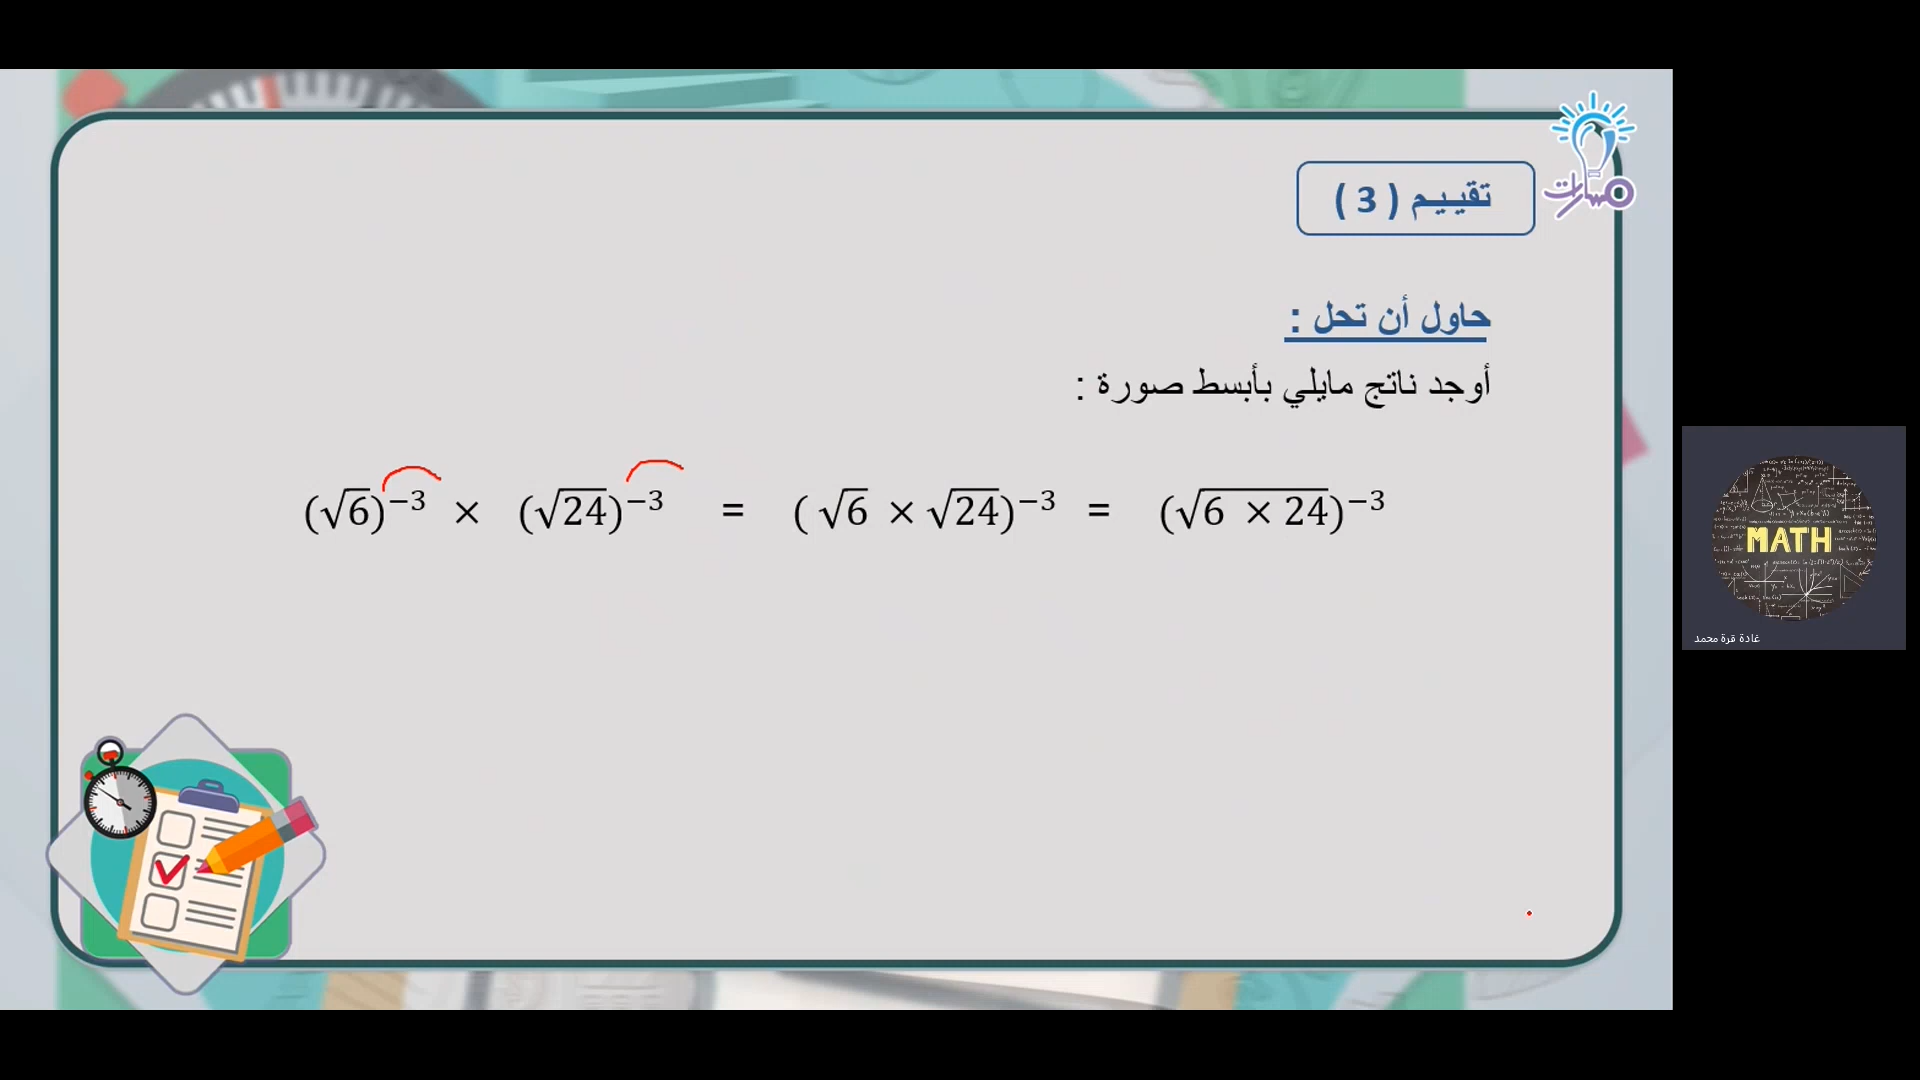 مسارات
تقييم ( 3 )
حاول أن تحل :
أوجد ناتج مايلي بأبسط صورة :
(√6)⁻³ × (√24)⁻³ = ( √6 × √24)⁻³ = (√(6 × 24))⁻³
MATH
غادة قرة محمد